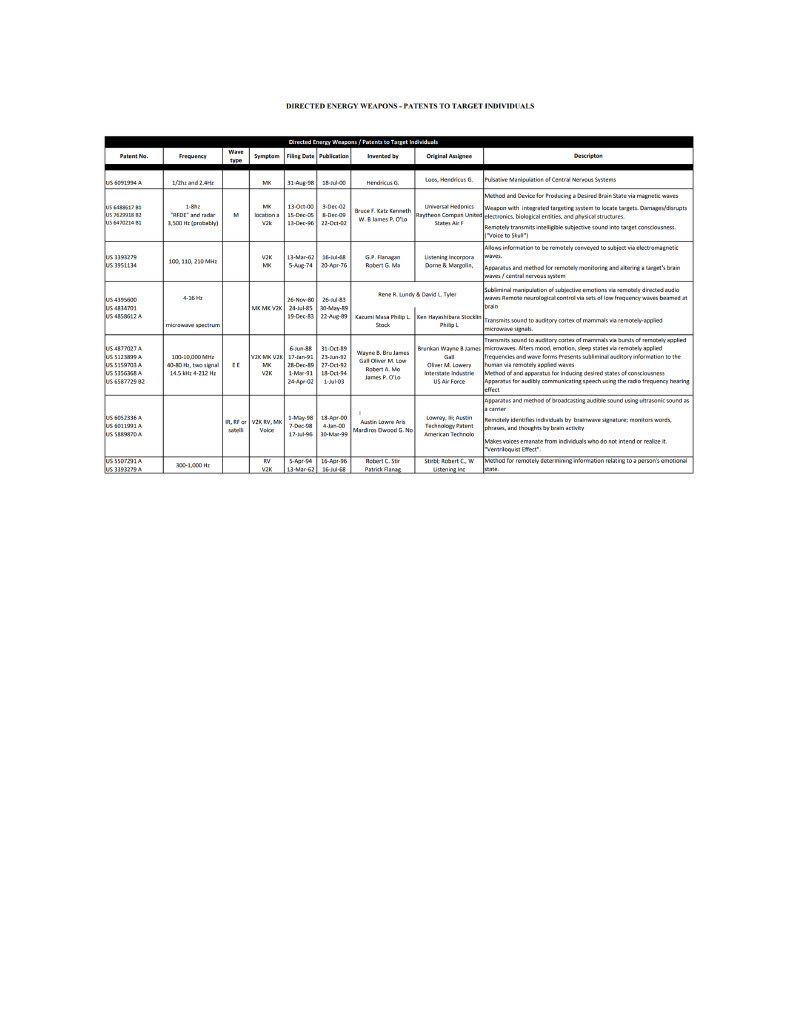 DIRECTED ENERGY WEAPONS - PATENTS TO TARGET INDIVIDUALS
Directed Energy Weapons / Patents to Target Individuals
Patent No. Frequency Wave type Symptom Filing Date Publication Invented by Original Assignee Descripton
US 6091994 A 1/2hz and 2.4Hz MK 31-Aug-98 18-Jul-00 Hendricus G. Loos, Hendricus G. Pulsative Manipulation of Central Nervous Systems
US 6488617 B1
US 7629918 B2
US 6470214 B1
1-8hz
"RFDE" and radar
3,500 Hz (probably)
M
MK
location a
V2k
13-Oct-00
15-Dec-05
13-Dec-96
3-Dec-02
8-Dec-09
22-Oct-02
Bruce F. Katz Kenneth
W. B James P. O'Lo
Universal Hedonics
Raytheon Compan United
States Air F
Method and Device for Producing a Desired Brain State via magnetic waves
Weapon with integrated targeting system to locate targets. Damages/disrupts
electronics, biological entities, and physical structures.
Remotely transmits intelligible subjective sound into target consciousness.
("Voice to Skull")
US 3393279
US 3951134
100, 110, 210 MHz
V2K
MK
13-Mar-62
5-Aug-74
16-Jul-68
20-Apr-76
G.P. Flanagan
Robert G. Ma
Listening Incorpora
Dorne & Margolin,
Allows information to be remotely conveyed to subject via electromagnetic
waves.
Apparatus and method for remotely monitoring and altering a target's brain
waves / central nervous system
US 4395600
US 4834701
US 4858612 A
4-16 Hz
microwave spectrum
MK MK V2K
26-Nov-80
24-Jul-85
19-Dec-83
26-Jul-83
30-May-89
22-Aug-89
Rene R. Lundy & David L. Tyler
Kazumi Masa Philip L.
Stock
Ken Hayashibara Stocklin
Philip L
Subliminal manipulation of subjective emotions via remotely directed audio
waves Remote neurological control via sets of low frequency waves beamed at
brain
Transmits sound to auditory cortex of mammals via remotely-applied
microwave signals.
US 4877027 A
US 5123899 A
US 5159703 A
US 5356368 A
US 6587729 B2
100-10,000 MHz
40-80 Hz, two signal
14.5 kHz 4-212 Hz
E E
V2K MK V2K
MK
V2K
6-Jun-88
17-Jan-91
28-Dec-89
1-Mar-91
24-Apr-02
31-Oct-89
23-Jun-92
27-Oct-92
18-Oct-94
1-Jul-03
Wayne B. Bru James
Gall Oliver M. Low
Robert A. Mo
James P. O'Lo
Brunkan Wayne B James
Gall
Oliver M. Lowery
Interstate Industrie
US Air Force
Transmits sound to auditory cortex of mammals via bursts of remotely applied
microwaves. Alters mood, emotion, sleep states via remotely applied
frequencies and wave forms Presents subliminal auditory information to the
human via remotely applied waves
Method of and apparatus for inducing desired states of consciousness
Apparatus for audibly communicating speech using the radio frequency hearing
effect
US 6052336 A
US 6011991 A
US 5889870 A
IR, RF or
satelli
V2K RV, MK
Voice
1-May-98
7-Dec-98
17-Jul-96
18-Apr-00
4-Jan-00
30-Mar-99
Austin Lowre Aris
Mardiros Elwood G. No
Lowrey, Iii; Austin
Technology Patent
American Technolo
Apparatus and method of broadcasting audible sound using ultrasonic sound as
a carrier
Remotely identifies individuals by brainwave signature; monitors words,
phrases, and thoughts by brain activity
Makes voices emanate from individuals who do not intend or realize it.
"Ventriloquist Effect".
US 5507291 A
US 3393279 A
300-1,000 Hz
RV
V2K
5-Apr-94
13-Mar-62
16-Apr-96
16-Jul-68
Robert C. Stir
Patrick Flanag
Stirbl; Robert C., W
Listening Inc
Method for remotely determining information relating to a person's emotional
state.